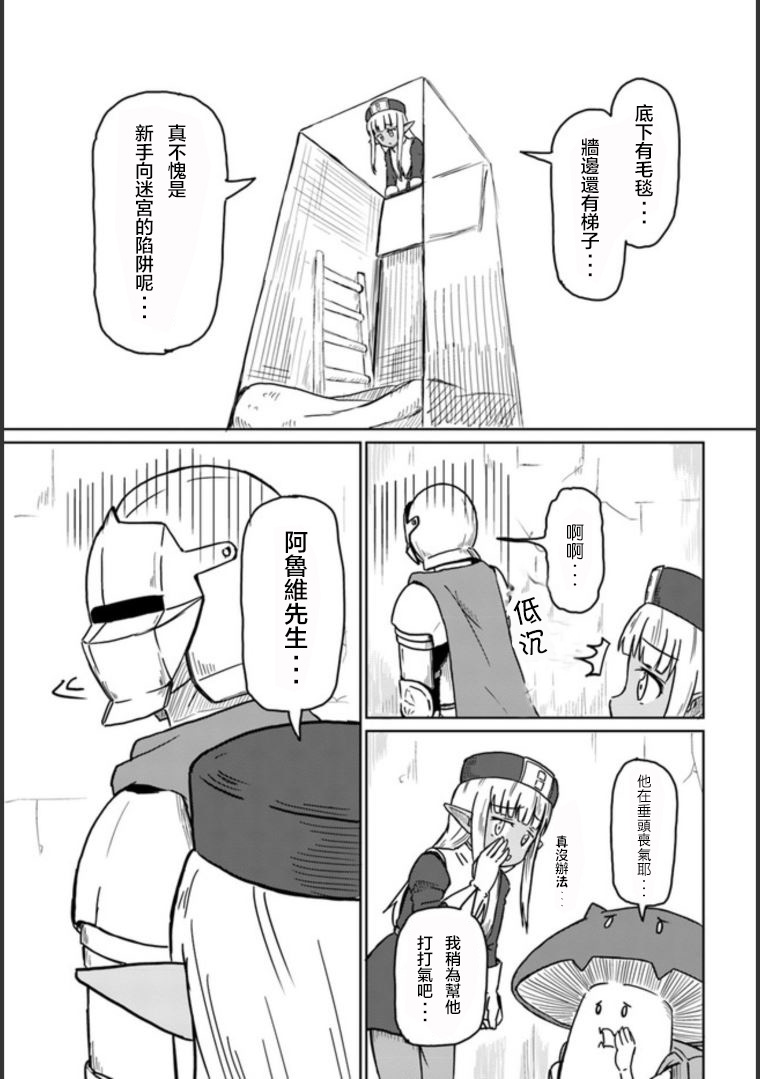 底下有毛毯···
牆邊還有梯子···
真不愧是
新手向迷宮的陷阱呢···
啊啊···
低沉
他在垂頭喪氣耶···
真沒
辦法···
我稍為幫他
打打氣吧···
阿魯維先生···